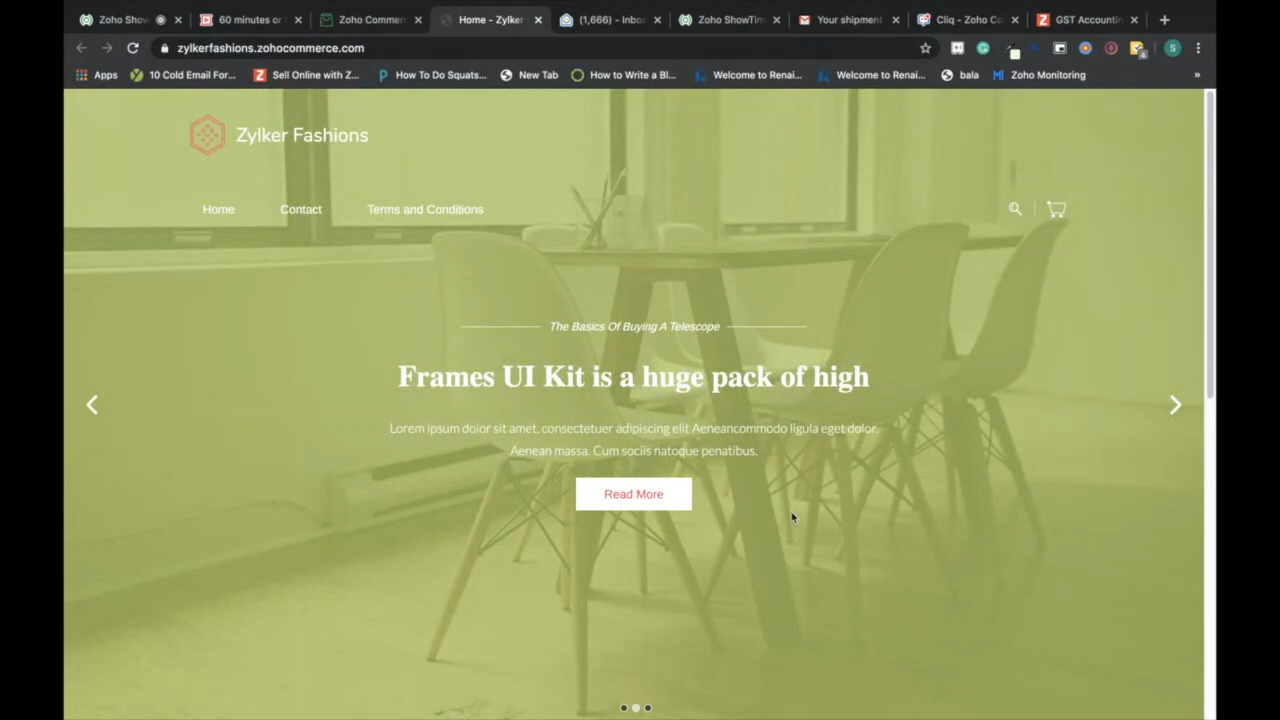 Zoho Show
60 minutes or
Zoho Commer
Home - Zylker
(1,666) - Inbo
Zoho ShowTim
Your shipment
Cliq - Zoho Co
GST Accountin
zylkerfashions.zohocommerce.com
S
Apps
10 Cold Email For...
Sell Online with Z...
How To Do Squats...
New Tab
How to Write a Bl...
Welcome to Renai...
Welcome to Renai...
bala
Zoho Monitoring
»
Zylker Fashions
Home
Contact
Terms and Conditions
The Basics Of Buying A Telescope
Frames UI Kit is a huge pack of high
Lorem ipsum dolor sit amet, consectetuer adipiscing elit Aeneancommodo ligula eget dolor.
Aenean massa. Cum sociis natoque penatibus.
Read More